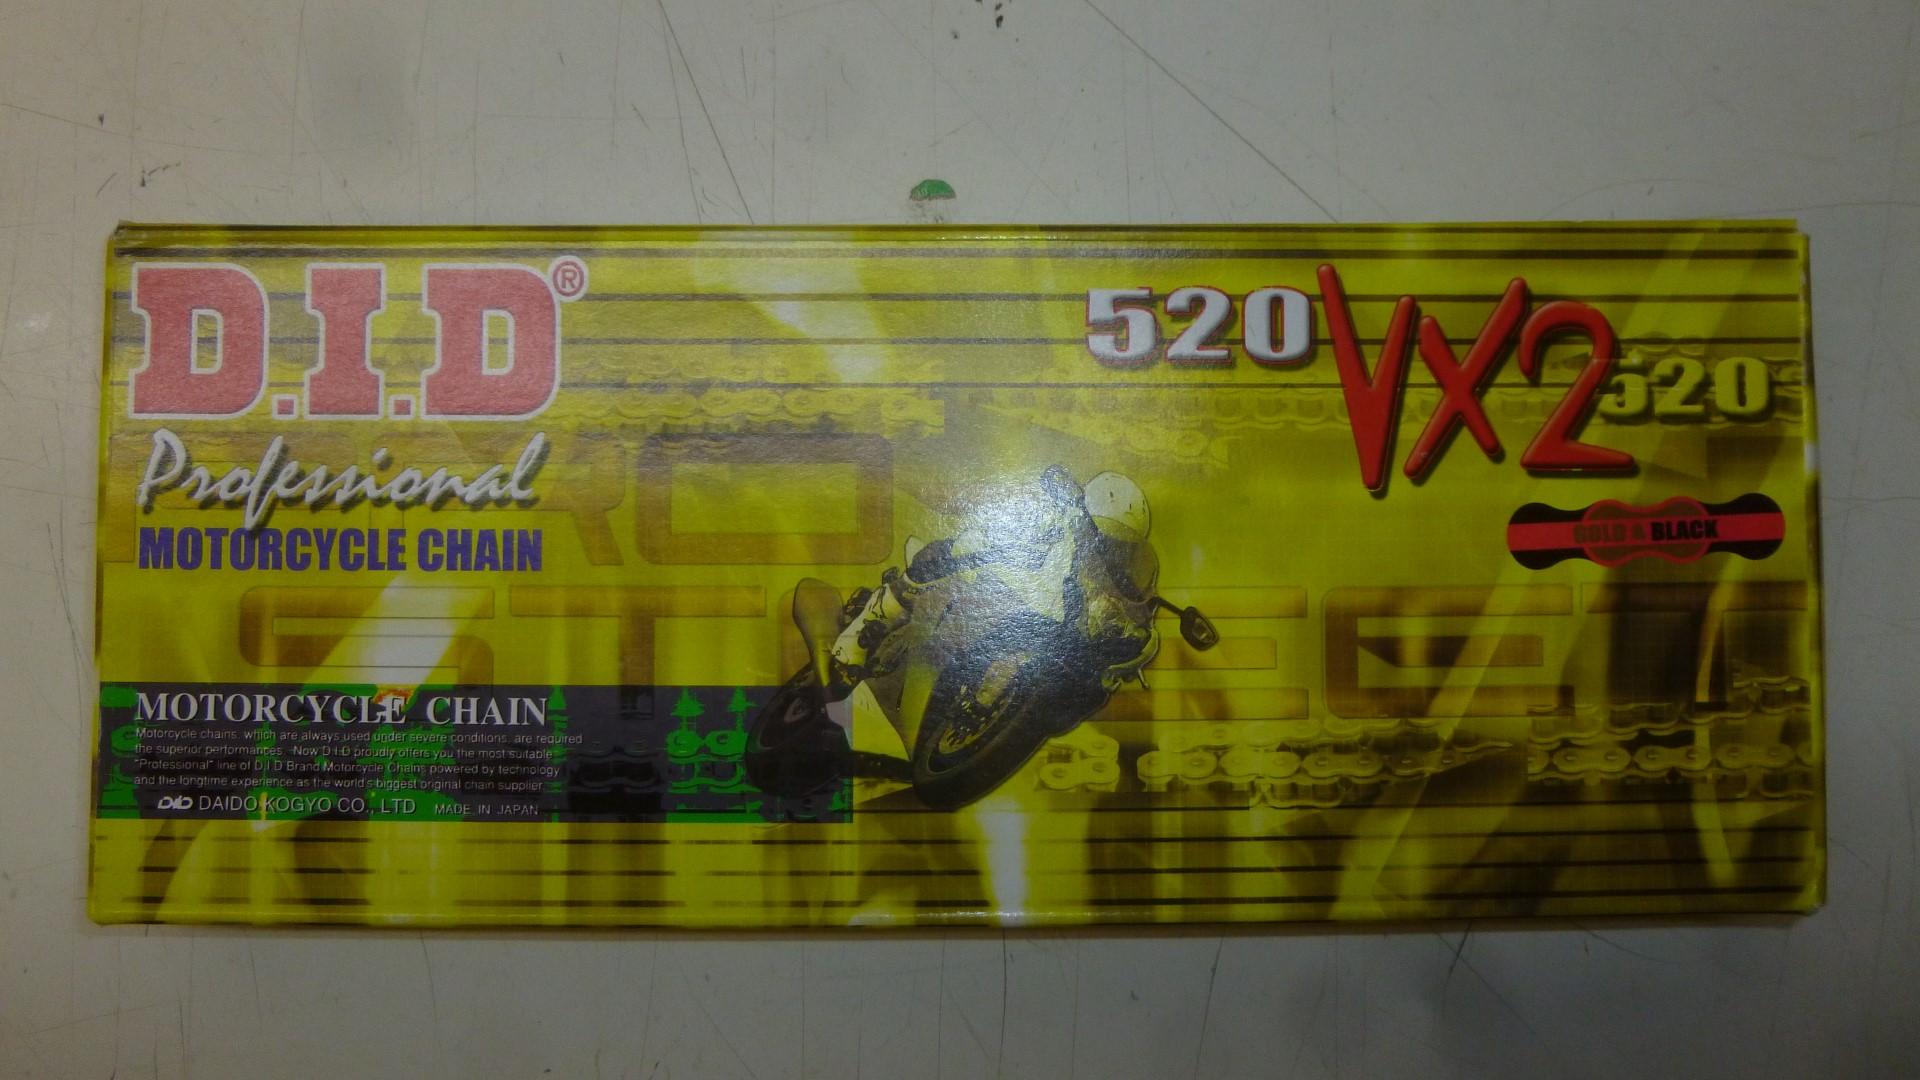 D.I.D®
Professional
MOTORCYCLE CHAIN
520 VX2 520
GOLD & BLACK
PRO
STREET
MOTORCYCLE CHAIN
Motorcycle chains, which are always used under severe conditions, are required
the superior performances. Now D.I.D proudly offers you the most suitable
"Professional" line of D.I.D Brand Motorcycle Chains powered by technology
and the longtime experience as the world's biggest original chain supplier.
DID DAIDO KOGYO CO., LTD MADE IN JAPAN